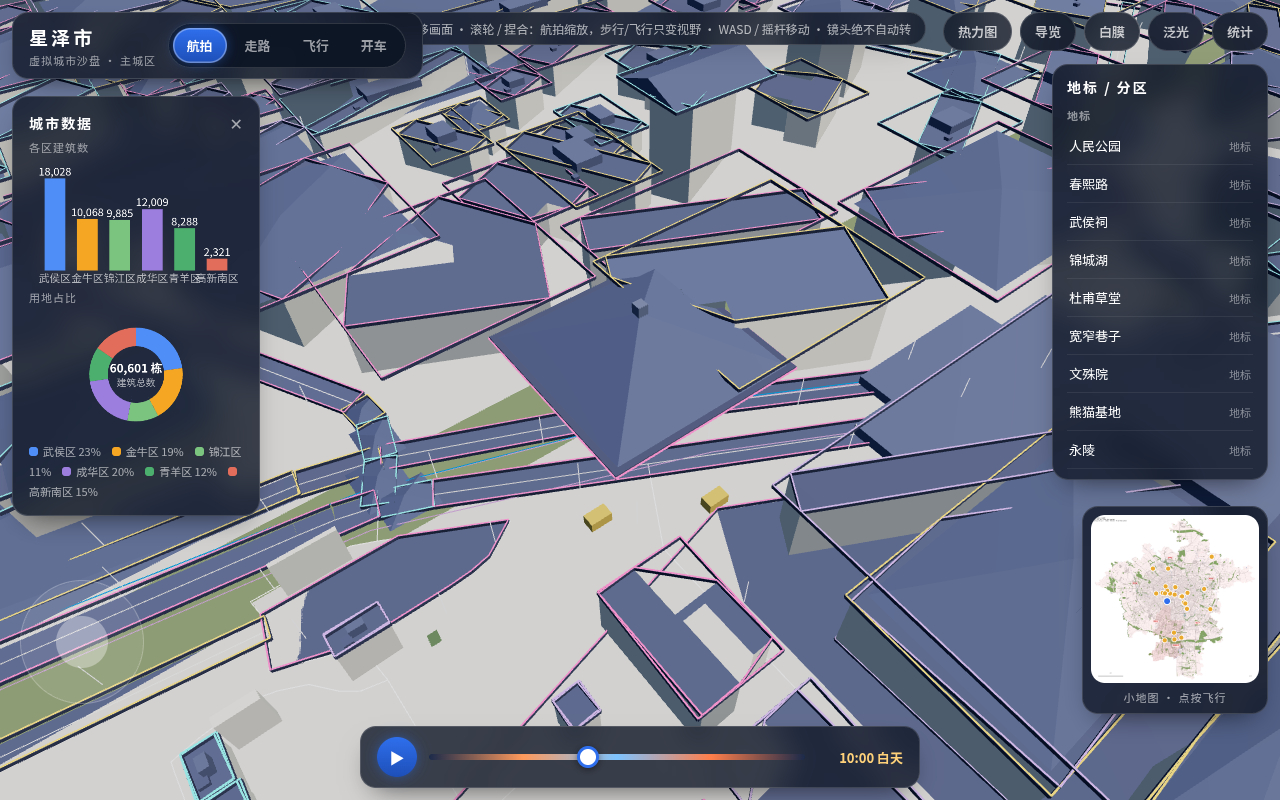 星泽市
虚拟城市沙盘 · 主城区
航拍 走路 飞行 开车
画面 · 滚轮 / 捏合：航拍缩放，步行/飞行只变视野 · WASD / 摇杆移动 · 镜头绝不自动转
热力图 导览 白膜 泛光 统计
城市数据 ✕
各区建筑数
18,028
10,068
9,885
12,009
8,288
2,321
武侯区 金牛区 锦江区 成华区 青羊区 高新南区
用地占比
60,601 栋
建筑总数
武侯区 23% 金牛区 19% 锦江区
11% 成华区 20% 青羊区 12%
高新南区 15%
地标 / 分区
地标
人民公园 地标
春熙路 地标
武侯祠 地标
锦城湖 地标
杜甫草堂 地标
宽窄巷子 地标
文殊院 地标
熊猫基地 地标
永陵 地标
小地图 · 点按飞行
10:00 白天